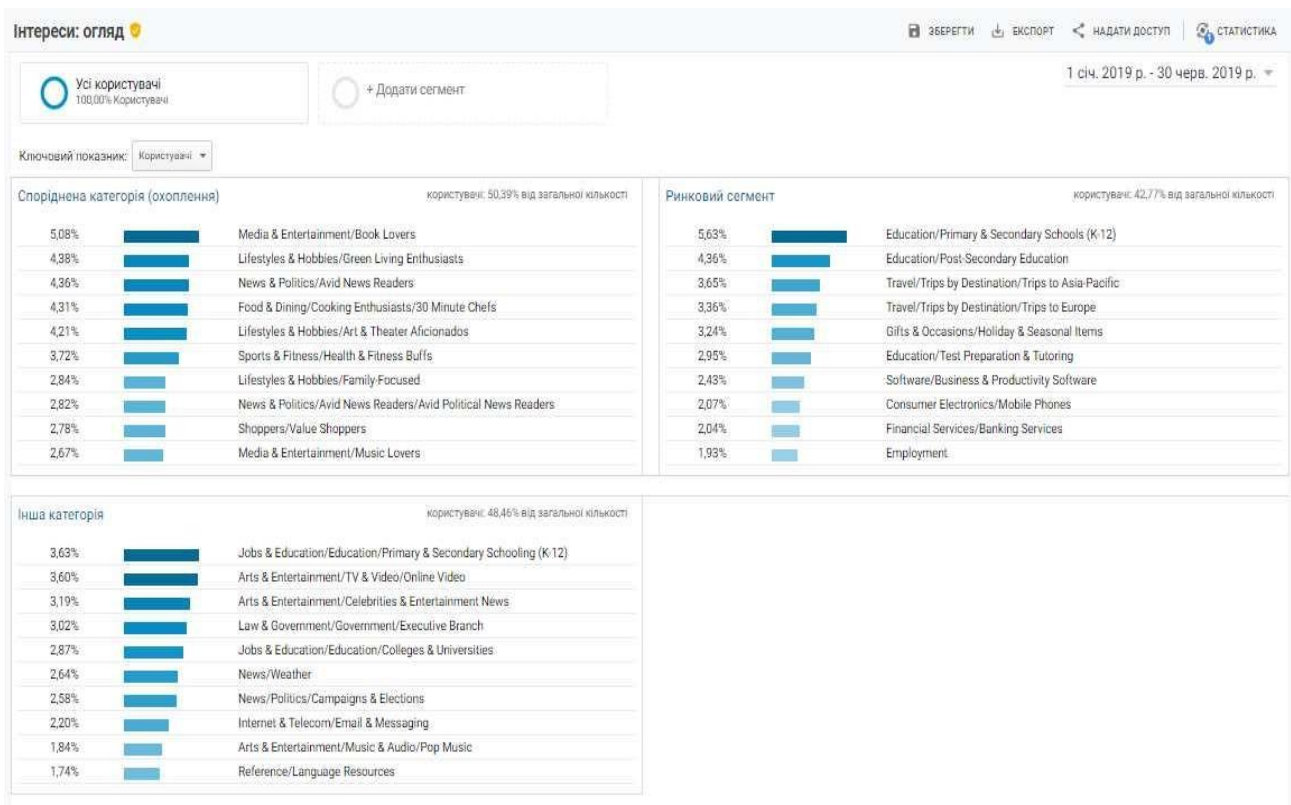 Інтереси: огляд
ЗБЕРЕГТИ ЕКСПОРТ НАДАТИ ДОСТУП СТАТИСТИКА
1
Усі користувачі
100,00% Користувачі
+ Додати сегмент
1 січ. 2019 р. - 30 черв. 2019 р.
Ключовий показник: Користувачі
Споріднена категорія (охоплення) користувачі: 50,39% від загальної кількості
5,08% Media & Entertainment/Book Lovers
4,38% Lifestyles & Hobbies/Green Living Enthusiasts
4,36% News & Politics/Avid News Readers
4,31% Food & Dining/Cooking Enthusiasts/30 Minute Chefs
4,21% Lifestyles & Hobbies/Art & Theater Aficionados
3,72% Sports & Fitness/Health & Fitness Buffs
2,84% Lifestyles & Hobbies/Family-Focused
2,82% News & Politics/Avid News Readers/Avid Political News Readers
2,78% Shoppers/Value Shoppers
2,67% Media & Entertainment/Music Lovers
Ринковий сегмент користувачі: 42,77% від загальної кількості
5,63% Education/Primary & Secondary Schools (K-12)
4,36% Education/Post-Secondary Education
3,65% Travel/Trips by Destination/Trips to Asia-Pacific
3,36% Travel/Trips by Destination/Trips to Europe
3,24% Gifts & Occasions/Holiday & Seasonal Items
2,95% Education/Test Preparation & Tutoring
2,43% Software/Business & Productivity Software
2,07% Consumer Electronics/Mobile Phones
2,04% Financial Services/Banking Services
1,93% Employment
Інша категорія користувачі: 48,46% від загальної кількості
3,63% Jobs & Education/Education/Primary & Secondary Schooling (K-12)
3,60% Arts & Entertainment/TV & Video/Online Video
3,19% Arts & Entertainment/Celebrities & Entertainment News
3,02% Law & Government/Government/Executive Branch
2,87% Jobs & Education/Education/Colleges & Universities
2,64% News/Weather
2,58% News/Politics/Campaigns & Elections
2,20% Internet & Telecom/Email & Messaging
1,84% Arts & Entertainment/Music & Audio/Pop Music
1,74% Reference/Language Resources